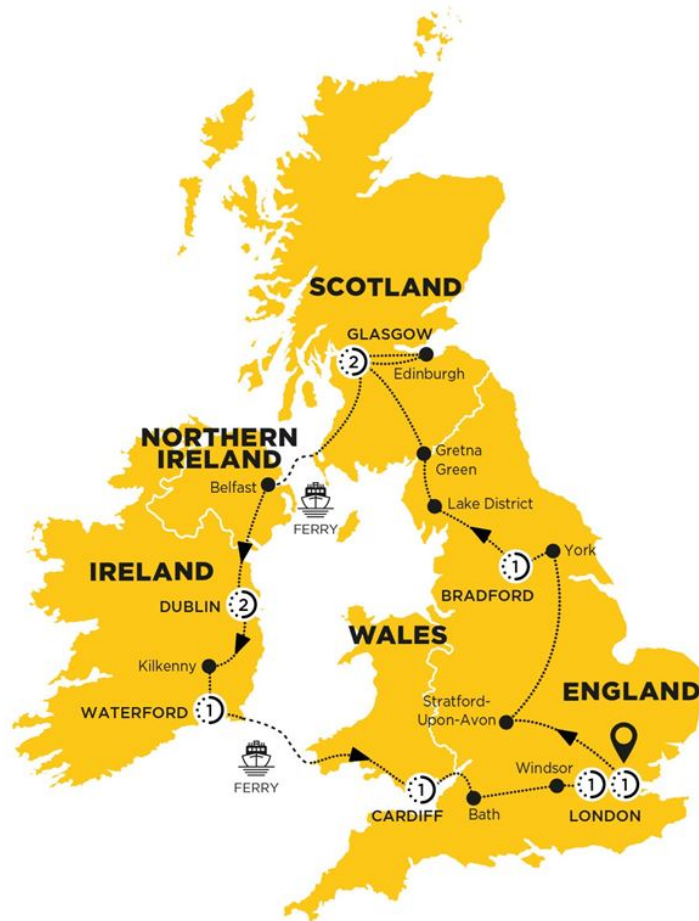 SCOTLAND
GLASGOW
2
Edinburgh
NORTHERN
IRELAND
Belfast
FERRY
Gretna
Green
Lake District
York
1
BRADFORD
IRELAND
DUBLIN
2
WALES
Kilkenny
WATERFORD
1
FERRY
ENGLAND
Stratford-
Upon-Avon
Windsor
1
1
LONDON
1
CARDIFF
Bath